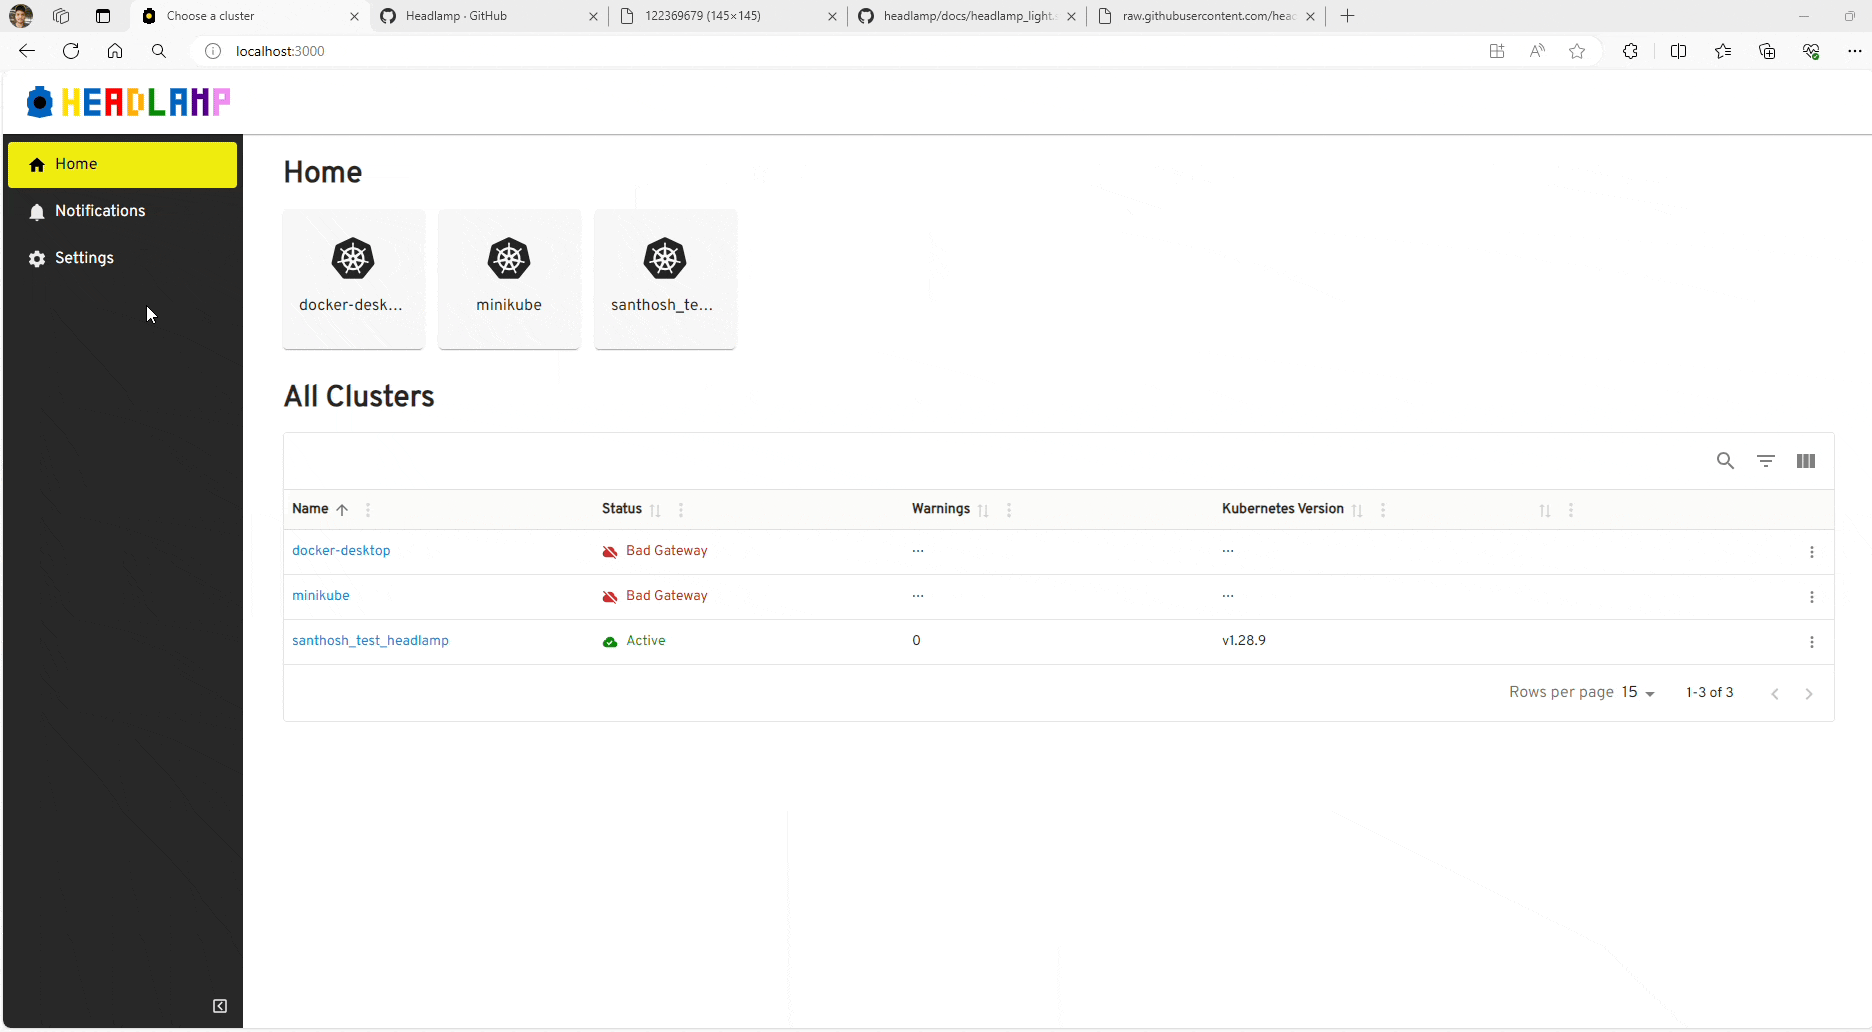 Choose a cluster
Headlamp · GitHub
122369679 (145×145)
headlamp/docs/headlamp_light.s
raw.githubusercontent.com/head
localhost:3000
HEADLAMP
Home
Notifications
Settings
Home
docker-desk...
minikube
santhosh_te...
All Clusters
Name Status Warnings Kubernetes Version
docker-desktop Bad Gateway ... ...
minikube Bad Gateway ... ...
santhosh_test_headlamp Active 0 v1.28.9
Rows per page 15 1-3 of 3